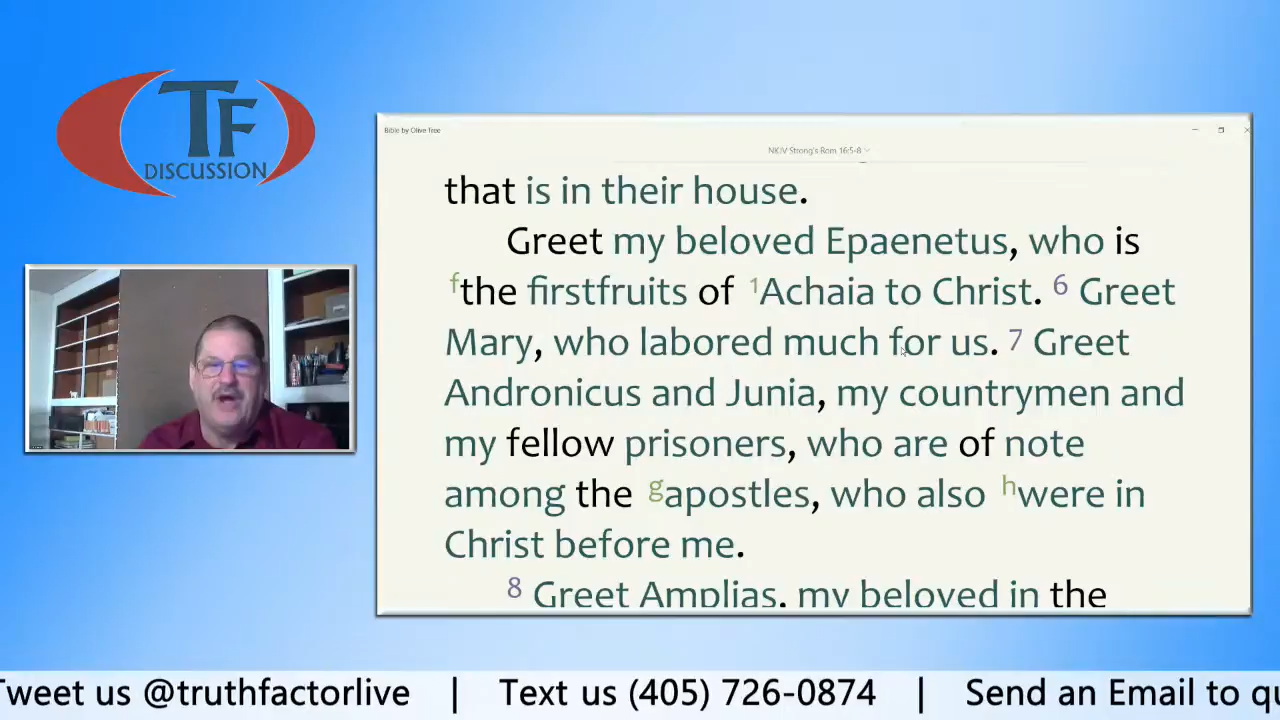 TF
DISCUSSION
Bible by Olive Tree
NKJV Strong's Rom 16:5-8
that is in their house.
Greet my beloved Epaenetus, who is
fthe firstfruits of 1Achaia to Christ. 6 Greet
Mary, who labored much for us. 7 Greet
Andronicus and Junia, my countrymen and
my fellow prisoners, who are of note
among the gapostles, who also hwere in
Christ before me.
8 Greet Amplias, my beloved in the
Tweet us @truthfactorlive | Text us (405) 726-0874 | Send an Email to qu